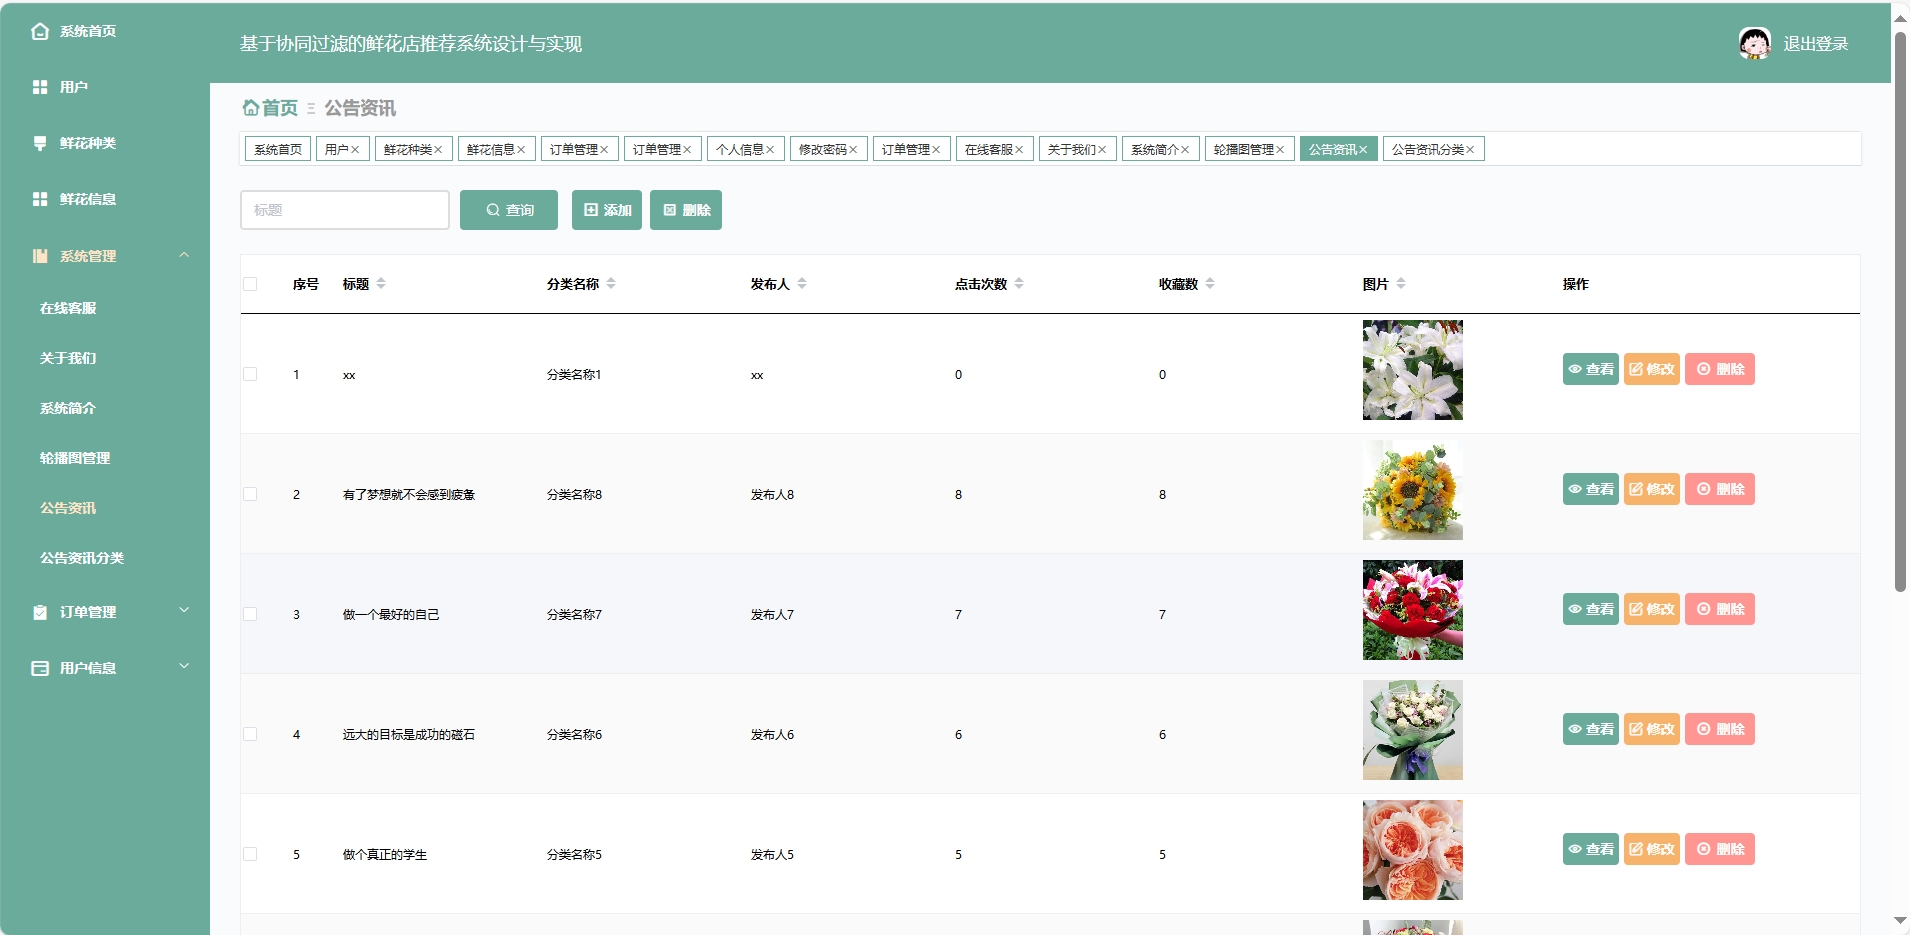 系统首页
用户
鲜花种类
鲜花信息
系统管理
在线客服
关于我们
系统简介
轮播图管理
公告资讯
公告资讯分类
订单管理
用户信息
基于协同过滤的鲜花店推荐系统设计与实现
退出登录
首页 Ξ 公告资讯
系统首页 用户× 鲜花种类× 鲜花信息× 订单管理× 订单管理× 个人信息× 修改密码× 订单管理× 在线客服× 关于我们× 系统简介× 轮播图管理× 公告资讯× 公告资讯分类×
标题 查询 添加 删除
序号 标题 分类名称 发布人 点击次数 收藏数 图片 操作
1 xx 分类名称1 xx 0 0 查看 修改 删除
2 有了梦想就不会感到疲惫 分类名称8 发布人8 8 8 查看 修改 删除
3 做一个最好的自己 分类名称7 发布人7 7 7 查看 修改 删除
4 远大的目标是成功的磁石 分类名称6 发布人6 6 6 查看 修改 删除
5 做个真正的学生 分类名称5 发布人5 5 5 查看 修改 删除